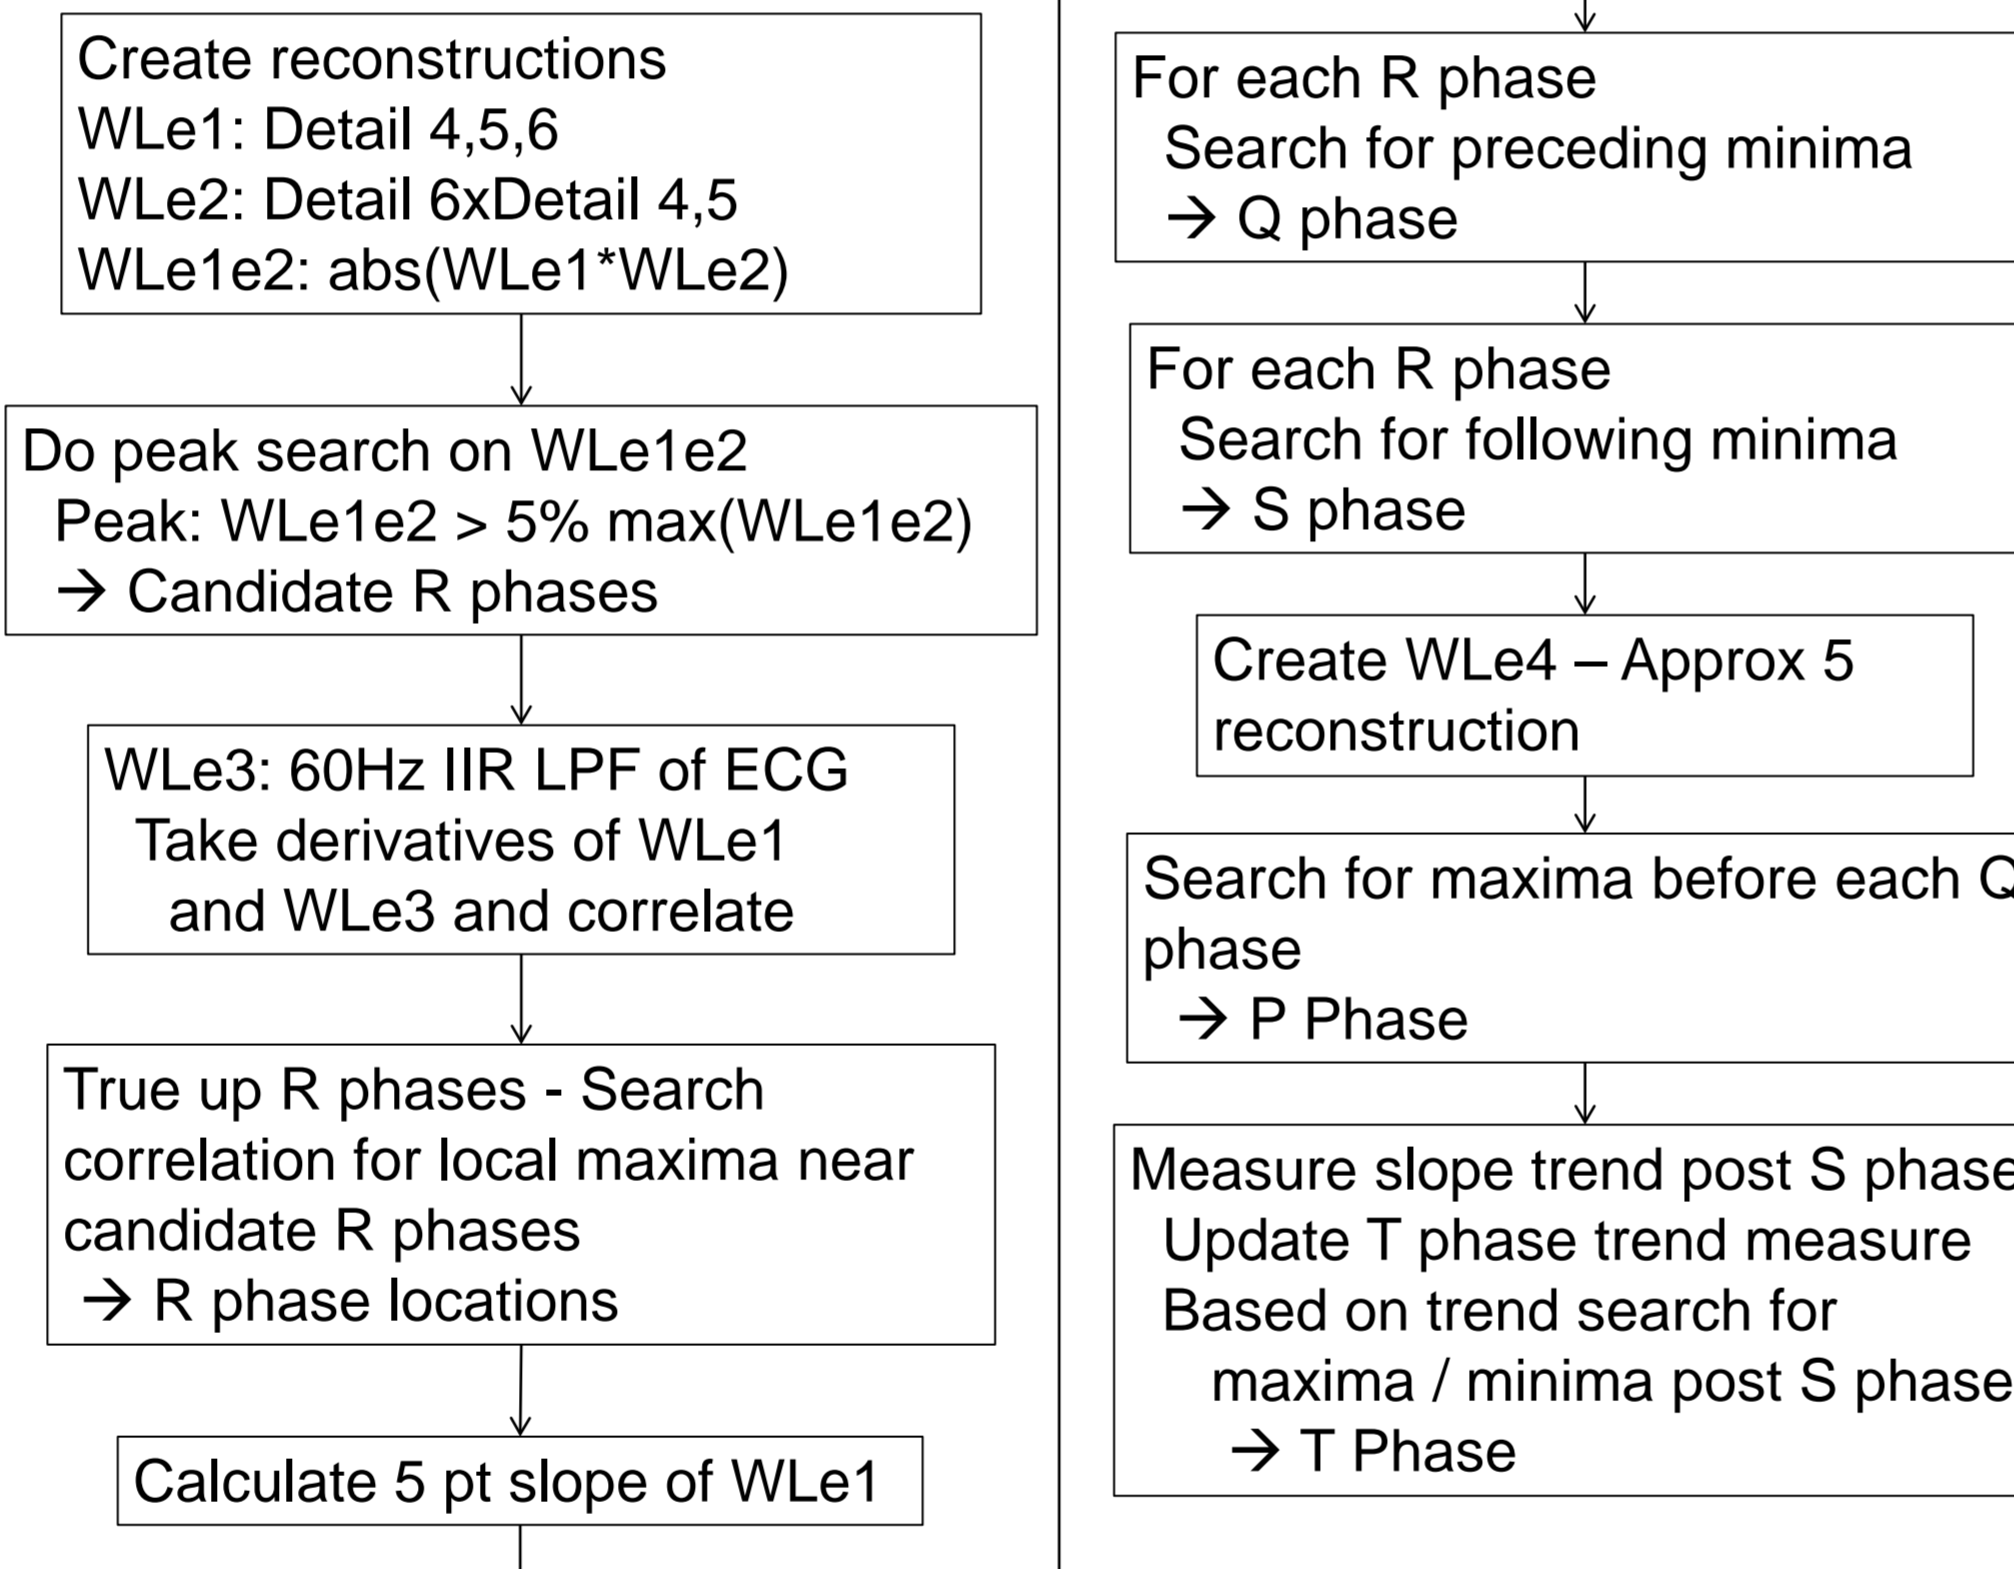 Create reconstructions
WLe1: Detail 4,5,6
WLe2: Detail 6xDetail 4,5
WLe1e2: abs(WLe1*WLe2)
Do peak search on WLe1e2
Peak: WLe1e2 > 5% max(WLe1e2)
→ Candidate R phases
WLe3: 60Hz IIR LPF of ECG
Take derivatives of WLe1
and WLe3 and correlate
True up R phases - Search
correlation for local maxima near
candidate R phases
→ R phase locations
Calculate 5 pt slope of WLe1
For each R phase
Search for preceding minima
→ Q phase
For each R phase
Search for following minima
→ S phase
Create WLe4 – Approx 5
reconstruction
Search for maxima before each Q
phase
→ P Phase
Measure slope trend post S phase
Update T phase trend measure
Based on trend search for
maxima / minima post S phase
→ T Phase